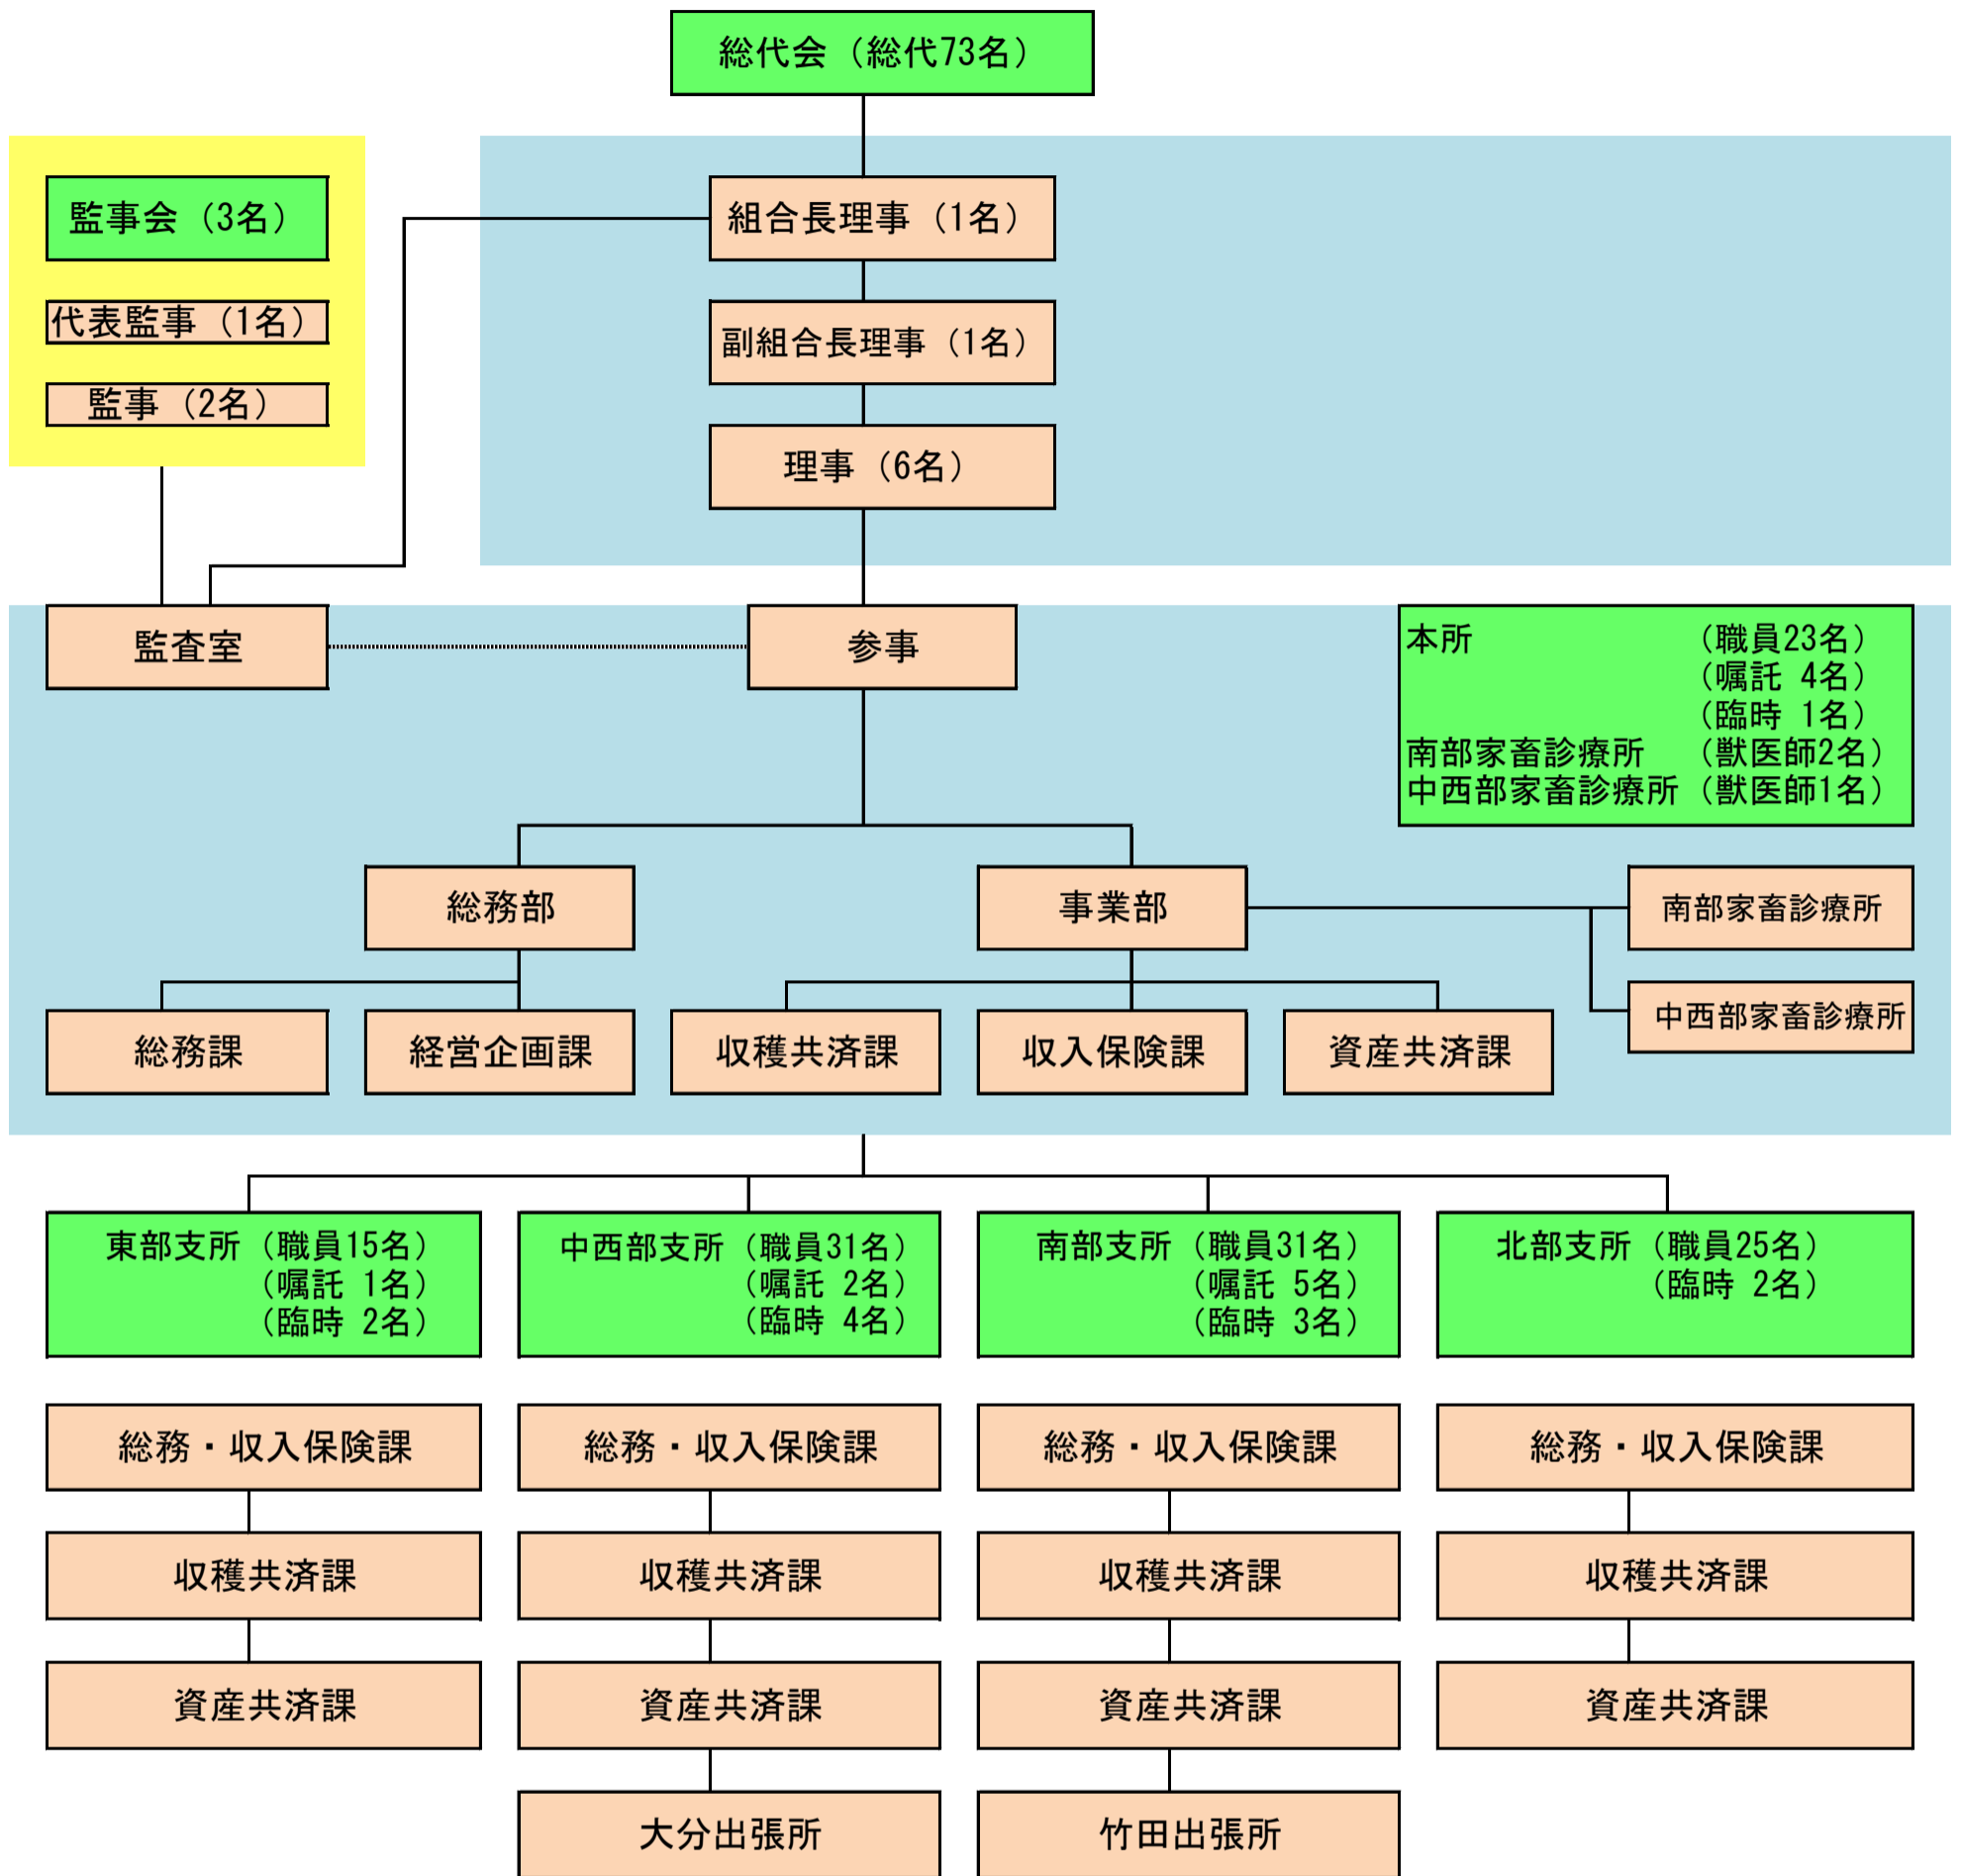 総代会（総代73名）
監事会（3名）
代表監事（1名）
監事（2名）
組合長理事（1名）
副組合長理事（1名）
理事（6名）
監査室
参事
本所（職員23名）
（嘱託 4名）
（臨時 1名）
南部家畜診療所（獣医師2名）
中西部家畜診療所（獣医師1名）
総務部
事業部
南部家畜診療所
中西部家畜診療所
総務課
経営企画課
収穫共済課
収入保険課
資産共済課
東部支所（職員15名）
（嘱託 1名）
（臨時 2名）
中西部支所（職員31名）
（嘱託 2名）
（臨時 4名）
南部支所（職員31名）
（嘱託 5名）
（臨時 3名）
北部支所（職員25名）
（臨時 2名）
総務・収入保険課
総務・収入保険課
総務・収入保険課
総務・収入保険課
収穫共済課
収穫共済課
収穫共済課
収穫共済課
資産共済課
資産共済課
資産共済課
資産共済課
大分出張所
竹田出張所